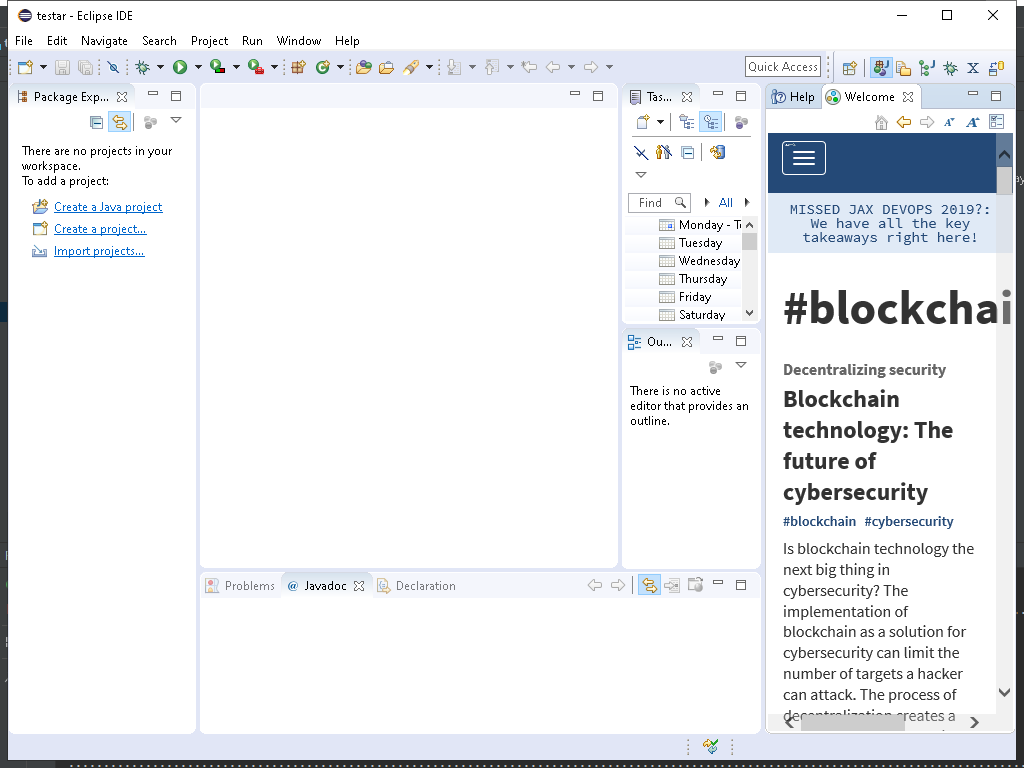 testar - Eclipse IDE
File Edit Navigate Search Project Run Window Help
Quick Access
Package Exp...
There are no projects in your
workspace.
To add a project:
Create a Java project
Create a project...
Import projects...
Tas...
Find
All
Monday - T
Tuesday
Wednesday
Thursday
Friday
Saturday
Ou...
There is no active
editor that provides an
outline.
Problems
@ Javadoc
Declaration
Help
Welcome
MISSED JAX DEVOPS 2019?:
We have all the key
takeaways right here!
#blockchai
Decentralizing security
Blockchain
technology: The
future of
cybersecurity
#blockchain #cybersecurity
Is blockchain technology the
next big thing in
cybersecurity? The
implementation of
blockchain as a solution for
cybersecurity can limit the
number of targets a hacker
can attack. The process of
decentralization creates a